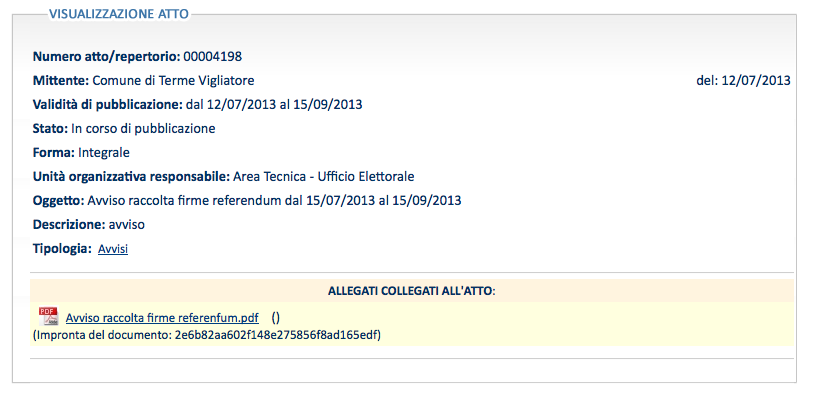 VISUALIZZAZIONE ATTO
Numero atto/repertorio: 00004198
Mittente: Comune di Terme Vigliatore del: 12/07/2013
Validità di pubblicazione: dal 12/07/2013 al 15/09/2013
Stato: In corso di pubblicazione
Forma: Integrale
Unità organizzativa responsabile: Area Tecnica - Ufficio Elettorale
Oggetto: Avviso raccolta firme referendum dal 15/07/2013 al 15/09/2013
Descrizione: avviso
Tipologia: Avvisi
ALLEGATI COLLEGATI ALL'ATTO:
PDF Avviso raccolta firme referenfum.pdf ()
(Impronta del documento: 2e6b82aa602f148e275856f8ad165edf)